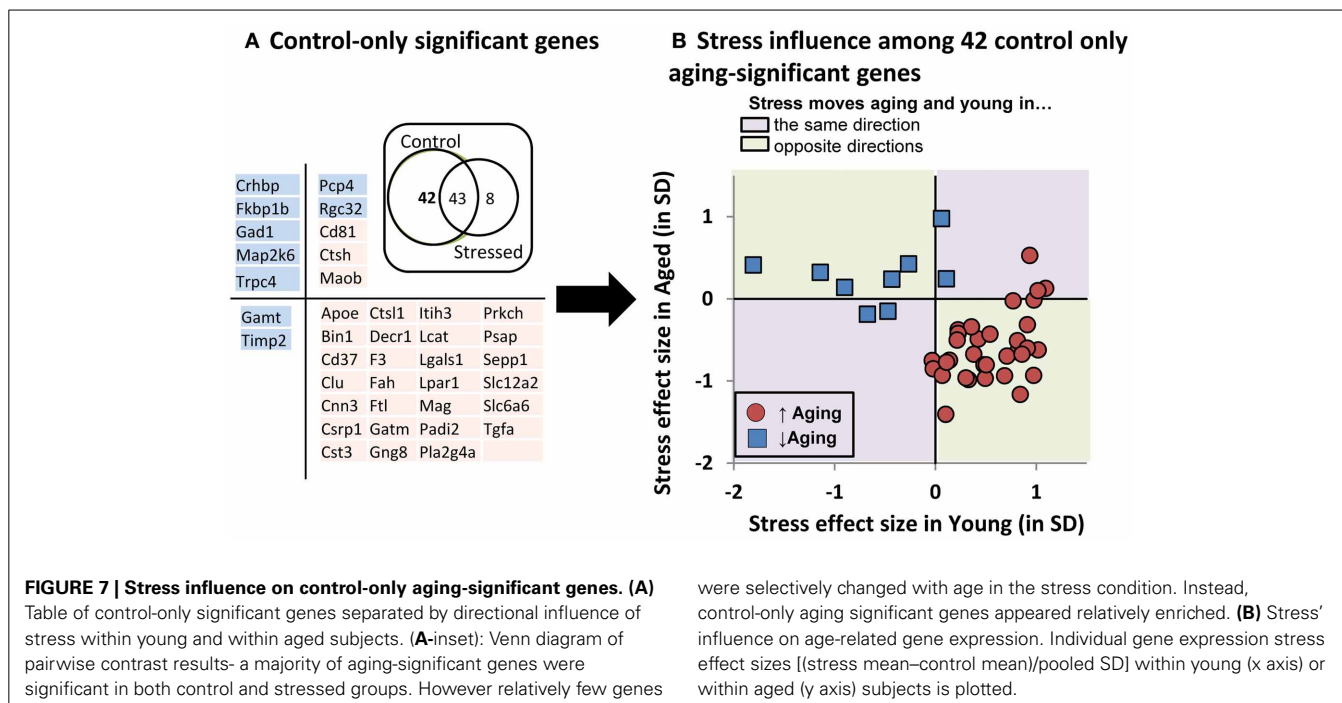 A Control-only significant genes
Control
42 43 8
Stressed
Crhbp
Fkbp1b
Gad1
Map2k6
Trpc4
Pcp4
Rgc32
Cd81
Ctsh
Maob
Gamt
Timp2
Apoe Ctsl1 Itih3 Prkch
Bin1 Decr1 Lcat Psap
Cd37 F3 Lgals1 Sepp1
Clu Fah Lpar1 Slc12a2
Cnn3 Ftl Mag Slc6a6
Csrp1 Gatm Padi2 Tgfa
Cst3 Gng8 Pla2g4a
B Stress influence among 42 control only
aging-significant genes
Stress moves aging and young in...
the same direction
opposite directions
Stress effect size in Aged (in SD)
1
0
-1
-2
↑ Aging
↓Aging
-2 -1 0 1
Stress effect size in Young (in SD)
FIGURE 7 | Stress influence on control-only aging-significant genes. (A)
Table of control-only significant genes separated by directional influence of
stress within young and within aged subjects. (A-inset): Venn diagram of
pairwise contrast results- a majority of aging-significant genes were
significant in both control and stressed groups. However relatively few genes
were selectively changed with age in the stress condition. Instead,
control-only aging significant genes appeared relatively enriched. (B) Stress'
influence on age-related gene expression. Individual gene expression stress
effect sizes [(stress mean–control mean)/pooled SD] within young (x axis) or
within aged (y axis) subjects is plotted.